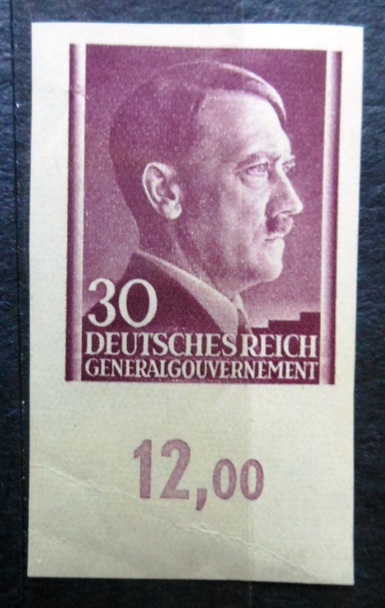 30
DEUTSCHES REICH
GENERALGOUVERNEMENT
12,00